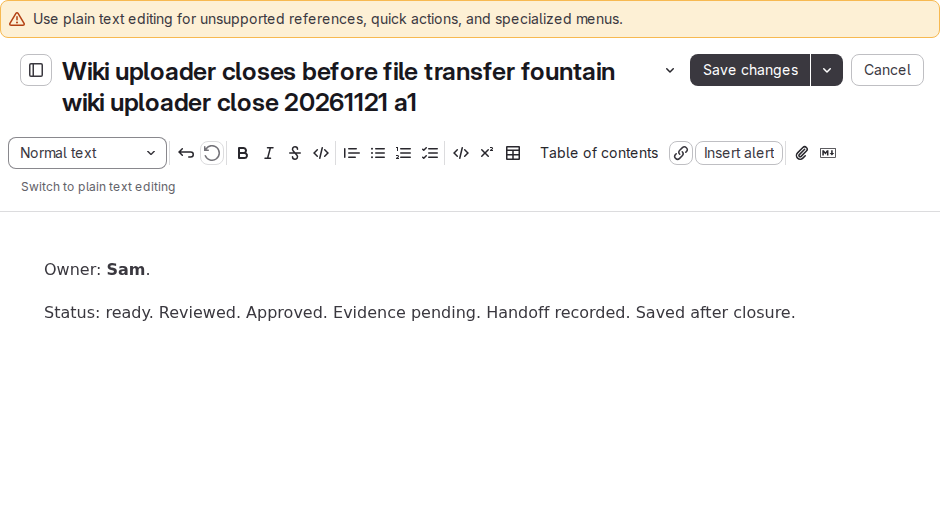 Use plain text editing for unsupported references, quick actions, and specialized menus.
Wiki uploader closes before file transfer fountain
wiki uploader close 20261121 a1
Save changes
Cancel
Normal text
Table of contents
Insert alert
Switch to plain text editing
Owner: Sam.
Status: ready. Reviewed. Approved. Evidence pending. Handoff recorded. Saved after closure.